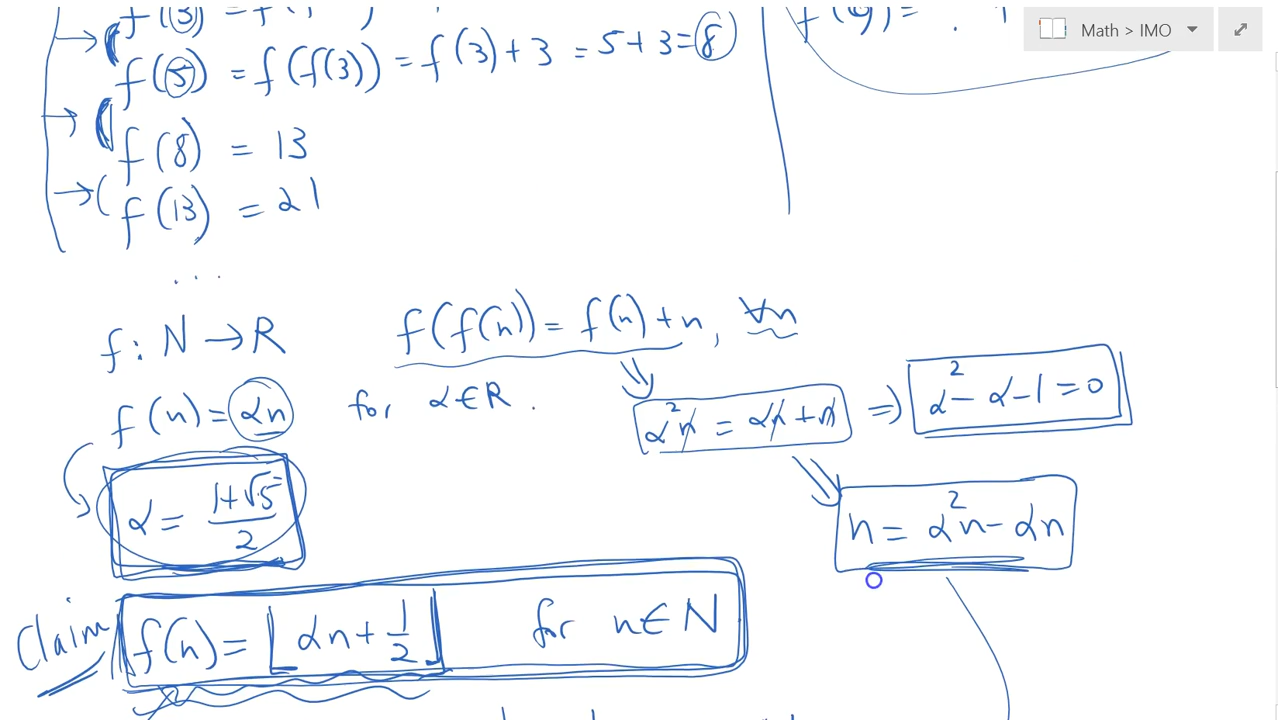 f(3) = f
f(5) = f(f(3)) = f(3)+3 = 5+3=8
f(8) = 13
f(13) = 21
...
Math > IMO
f: N → R
f(f(n)) = f(n)+n, ∀n
f(n) = αn for α∈R.
α²n = αn+n ⇒ α²-α-1=0
α = (1+√5)/2
n = α²n - αn
Claim f(n) = ⌊αn+1/2⌋ for n∈N